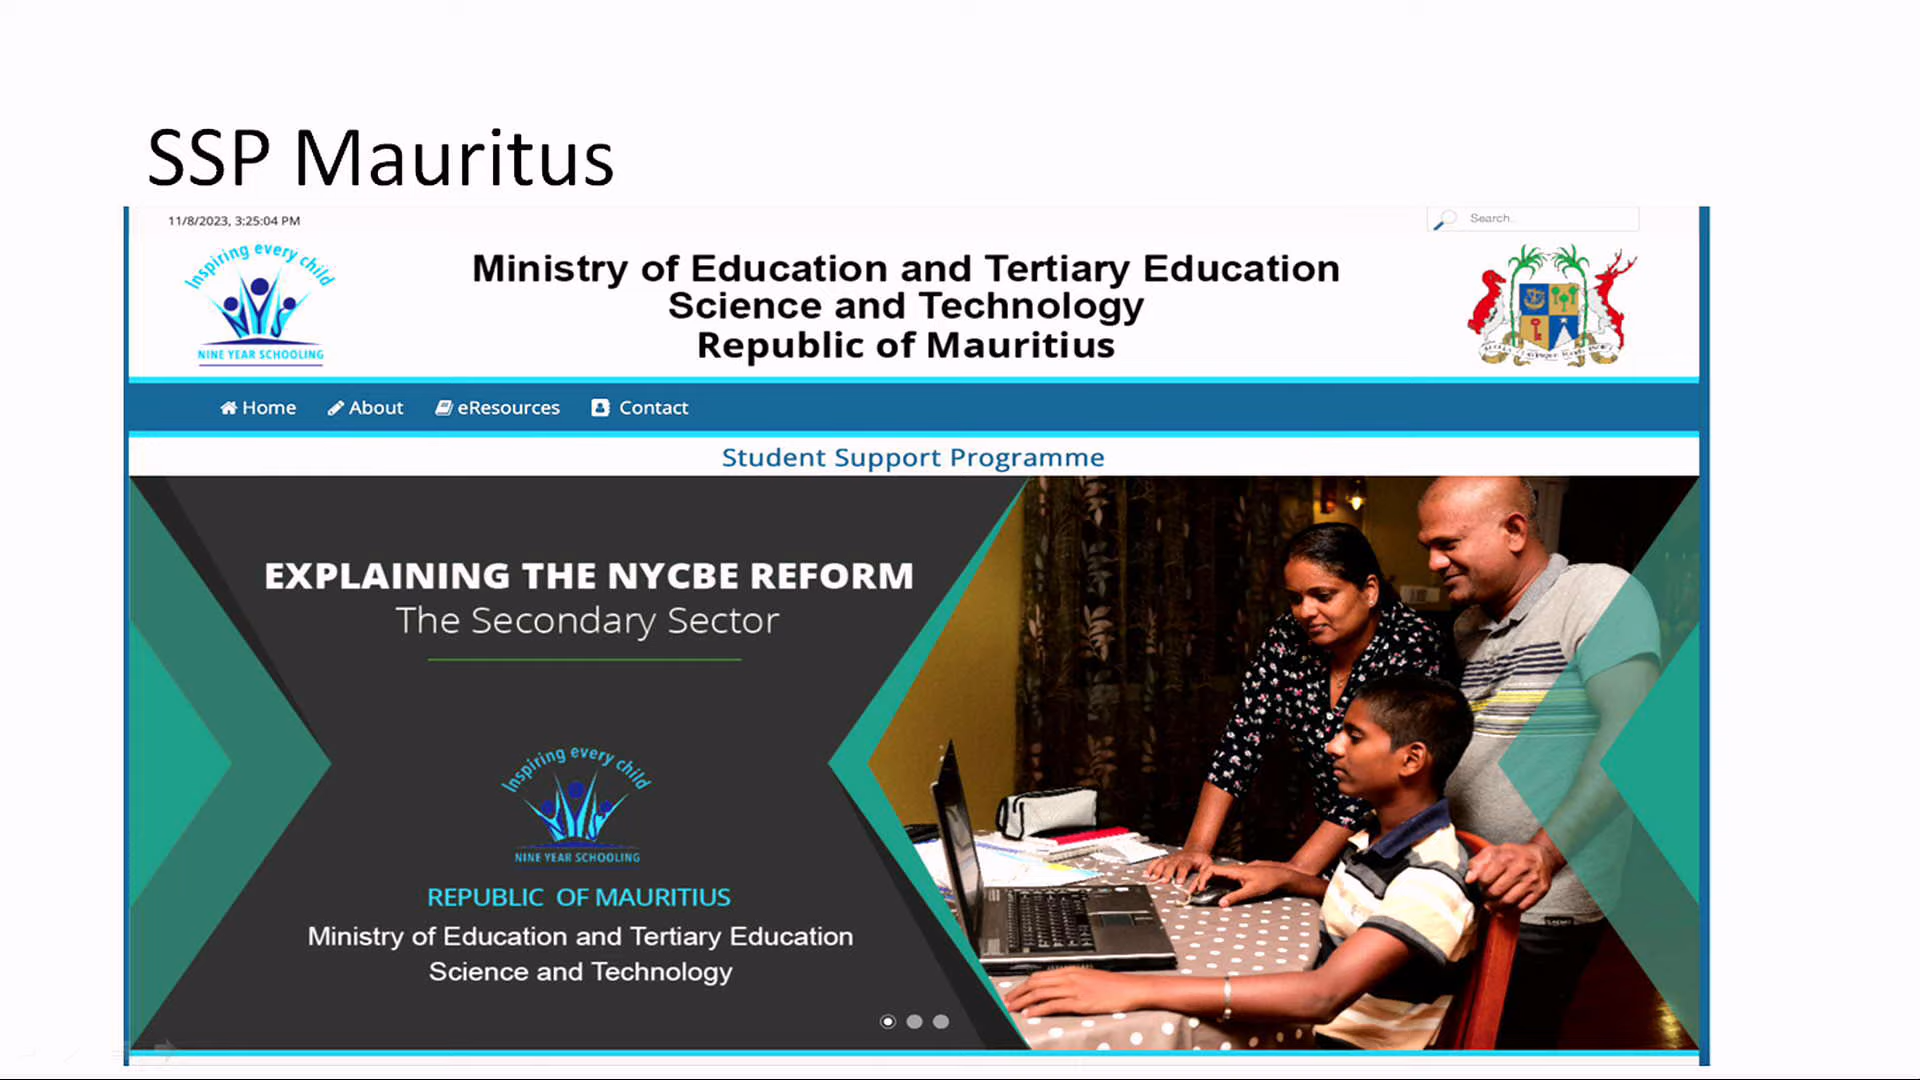 SSP Mauritus
11/8/2023, 3:25:04 PM
Search..
Inspiring every child
NINE YEAR SCHOOLING
Ministry of Education and Tertiary Education
Science and Technology
Republic of Mauritius
Home About eResources Contact
Student Support Programme
EXPLAINING THE NYCBE REFORM
The Secondary Sector
Inspiring every child
NINE YEAR SCHOOLING
REPUBLIC OF MAURITIUS
Ministry of Education and Tertiary Education
Science and Technology